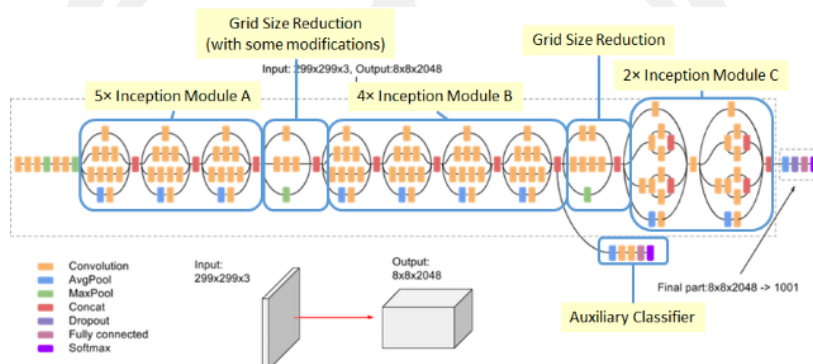 Grid Size Reduction
(with some modifications)
Grid Size Reduction
Input: 299x299x3, Output:8x8x2048
2× Inception Module C
5× Inception Module A
4× Inception Module B
Convolution
AvgPool
MaxPool
Concat
Dropout
Fully connected
Softmax
Input:
299x299x3
Output:
8x8x2048
Final part:8x8x2048 -> 1001
Auxiliary Classifier